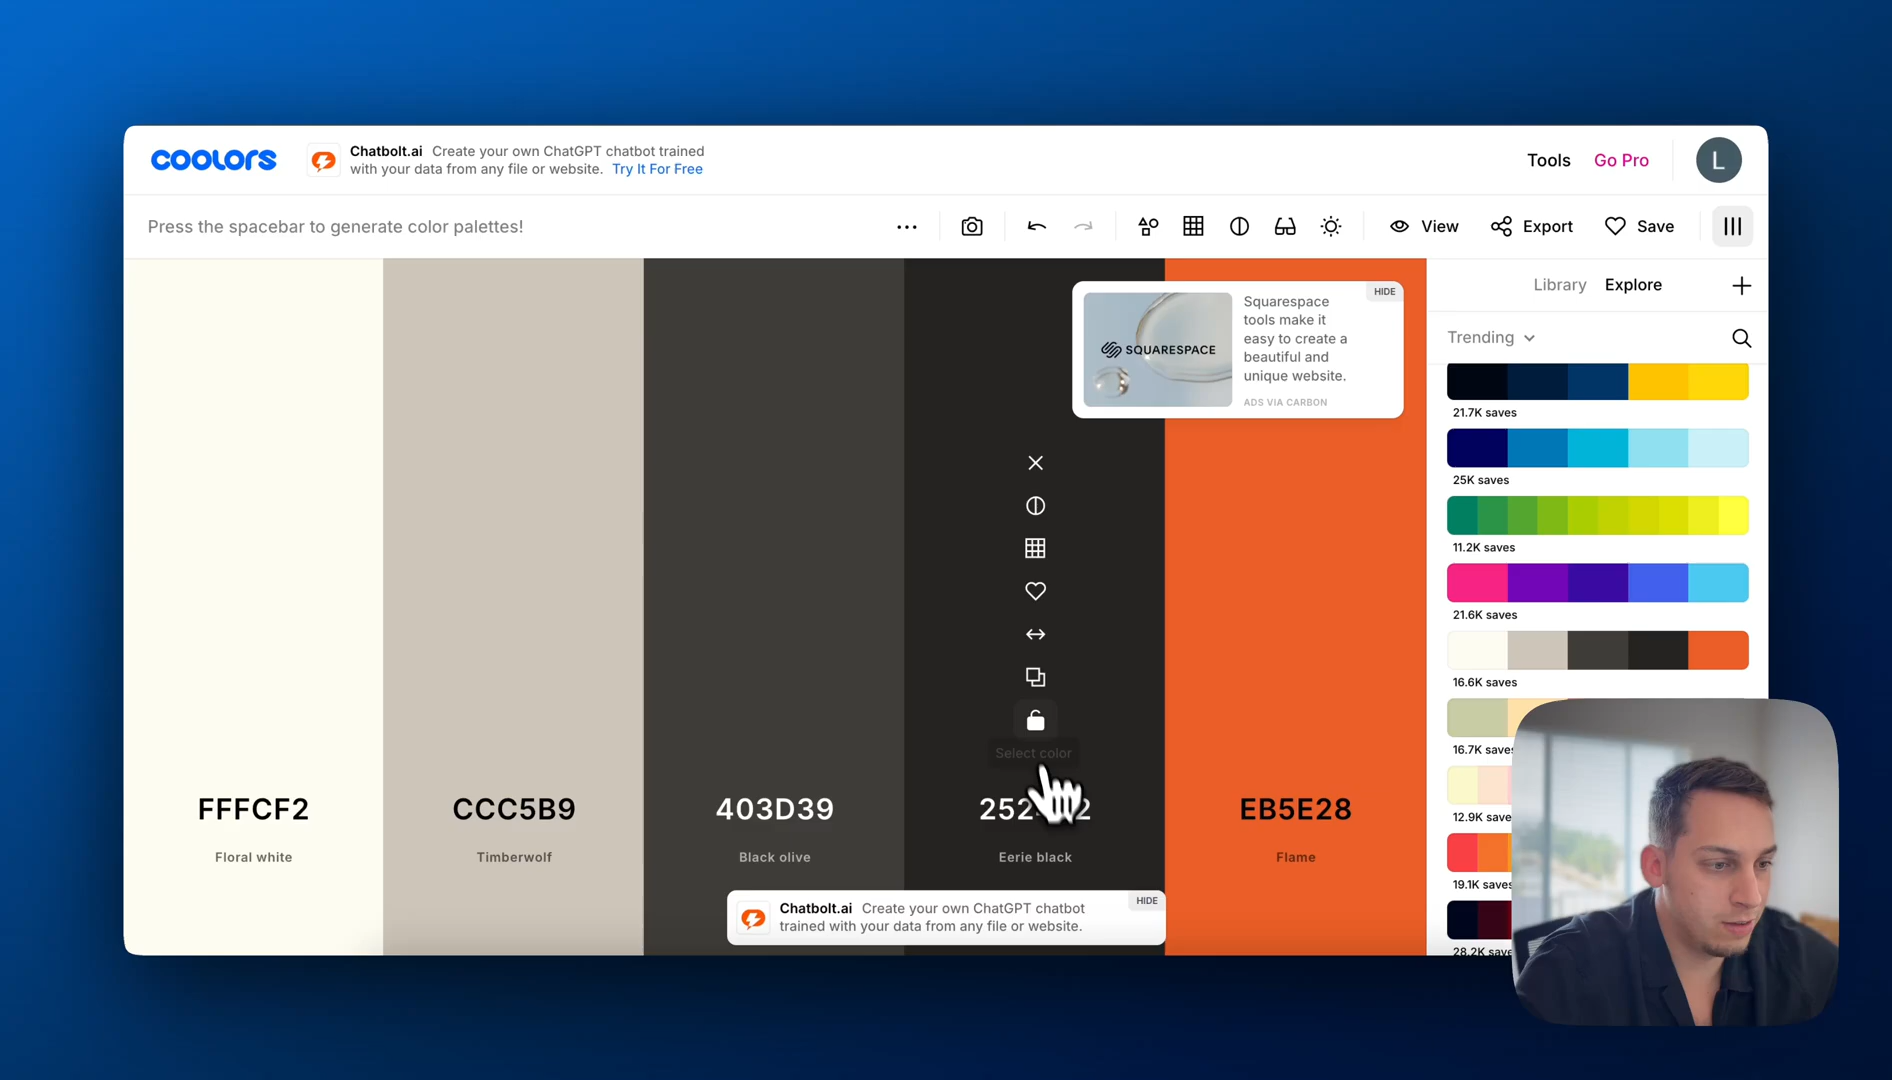 coolors
Chatbolt.ai Create your own ChatGPT chatbot trained
with your data from any file or website. Try It For Free
Tools
Go Pro
L
Press the spacebar to generate color palettes!
View
Export
Save
HIDE
SQUARESPACE
Squarespace
tools make it
easy to create a
beautiful and
unique website.
ADS VIA CARBON
Library
Explore
Trending
21.7K saves
25K saves
11.2K saves
21.6K saves
16.6K saves
16.7K saves
12.9K saves
19.1K saves
28.2K saves
Select color
FFFCF2
CCC5B9
403D39
EB5E28
Floral white
Timberwolf
Black olive
Eerie black
Flame
Chatbolt.ai Create your own ChatGPT chatbot
trained with your data from any file or website.
HIDE